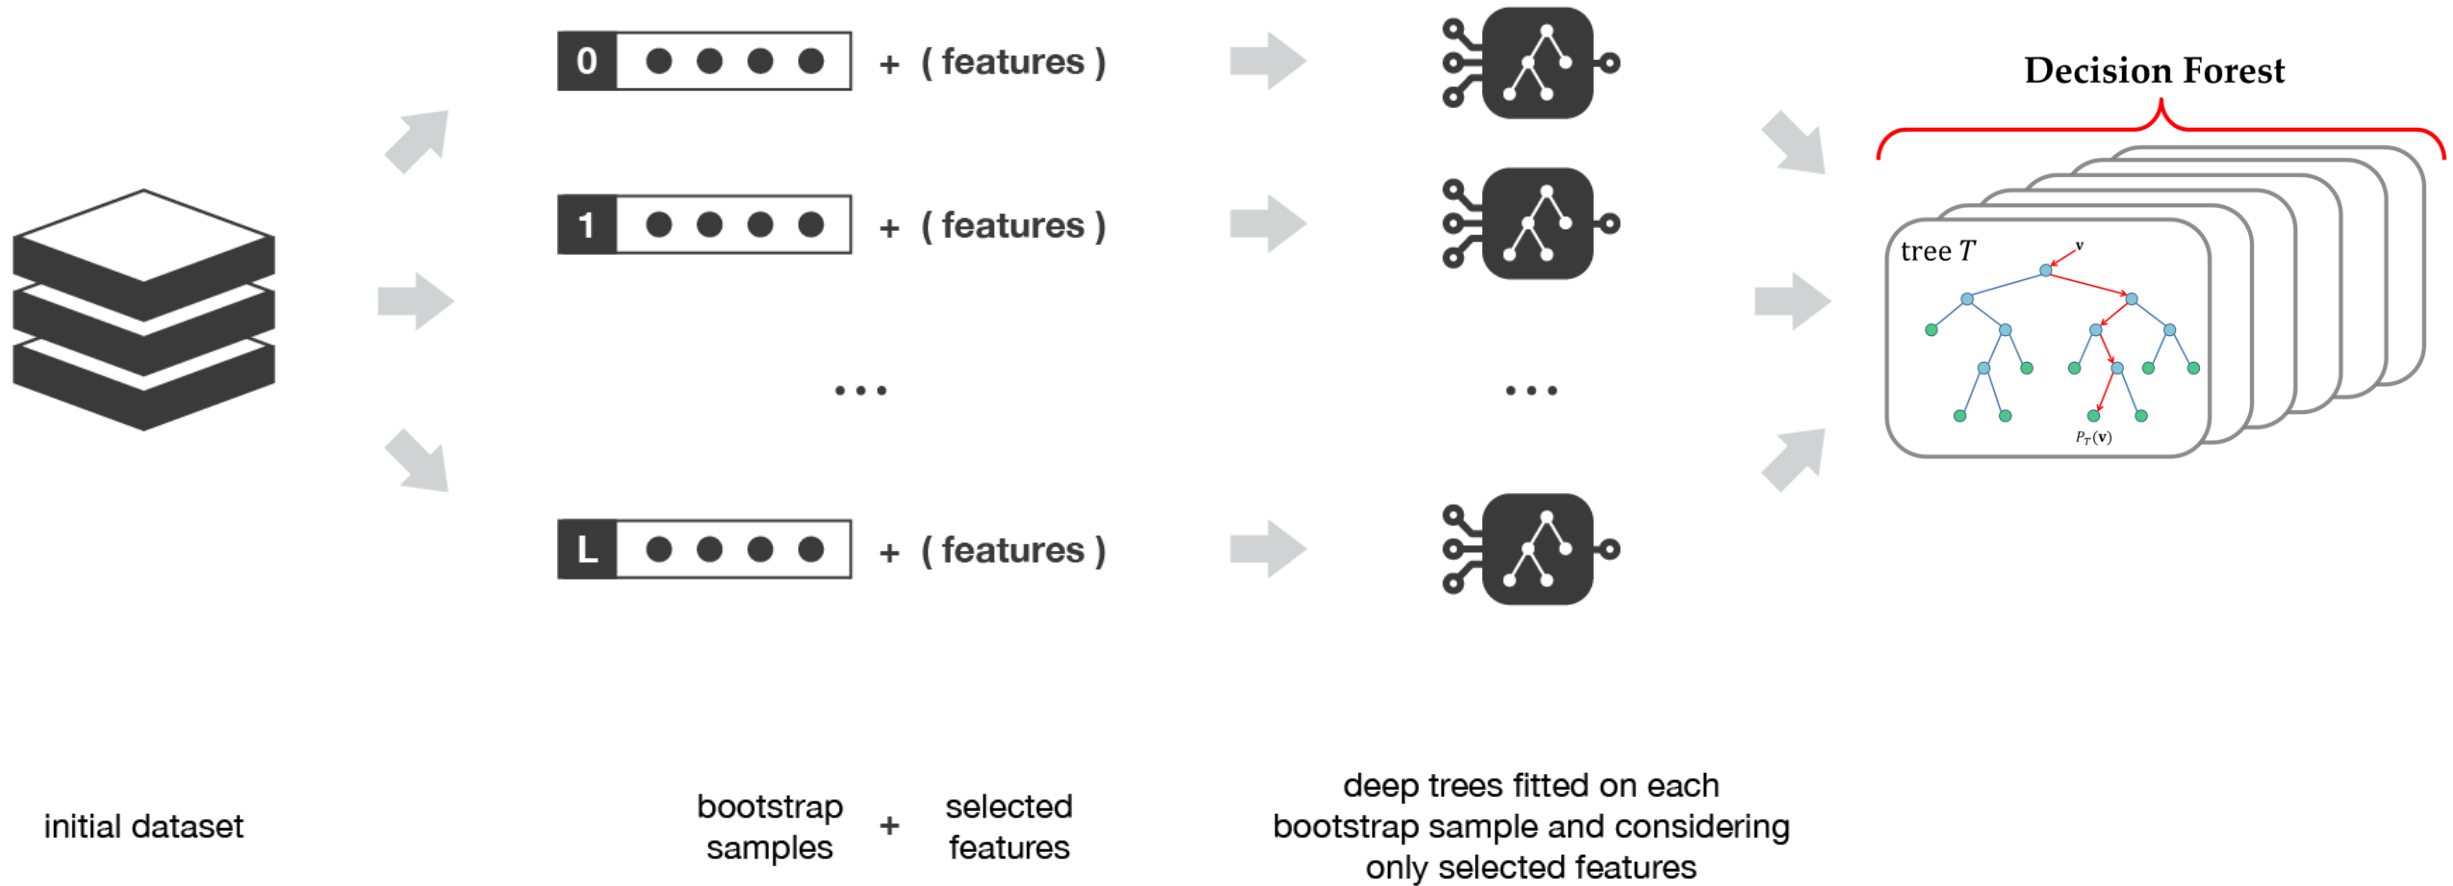 0 + ( features )
Decision Forest
1 + ( features )
tree T
v
...
...
P_T(v)
L + ( features )
initial dataset
bootstrap
samples
+
selected
features
deep trees fitted on each
bootstrap sample and considering
only selected features